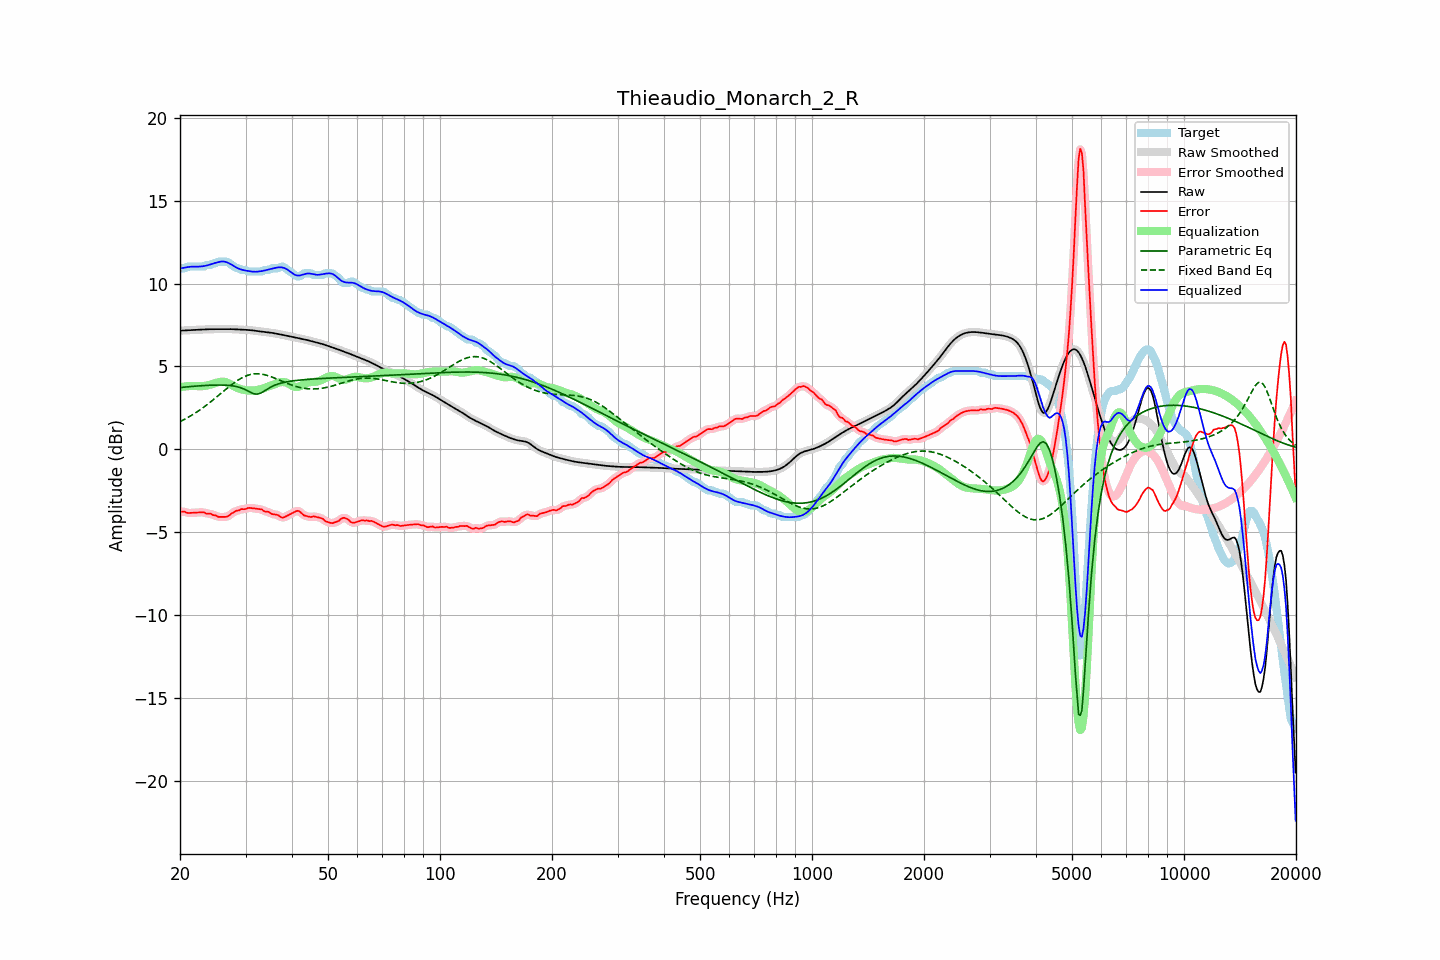 Thieaudio_Monarch_2_R
Amplitude (dBr)
20
15
10
5
0
−5
−10
−15
−20
Target
Raw Smoothed
Error Smoothed
Raw
Error
Equalization
Parametric Eq
Fixed Band Eq
Equalized
20
50
100
200
500
1000
2000
5000
10000
20000
Frequency (Hz)